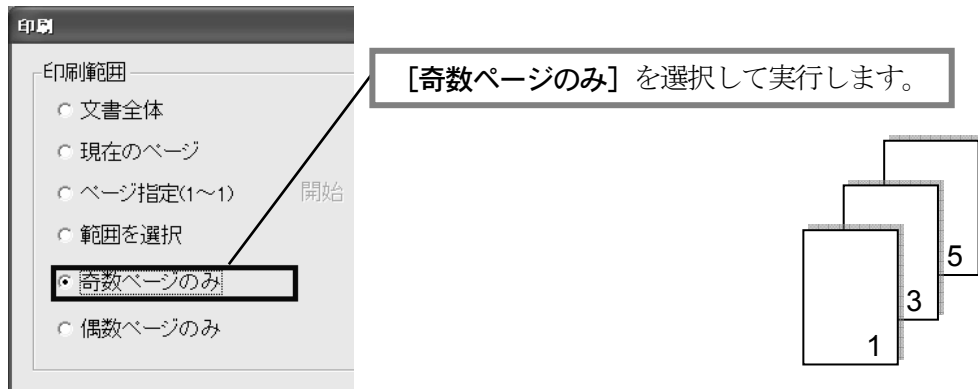 印刷
印刷範囲
文書全体
現在のページ
ページ指定(1～1) 開始
範囲を選択
奇数ページのみ
偶数ページのみ
［奇数ページのみ］を選択して実行します。
5
3
1